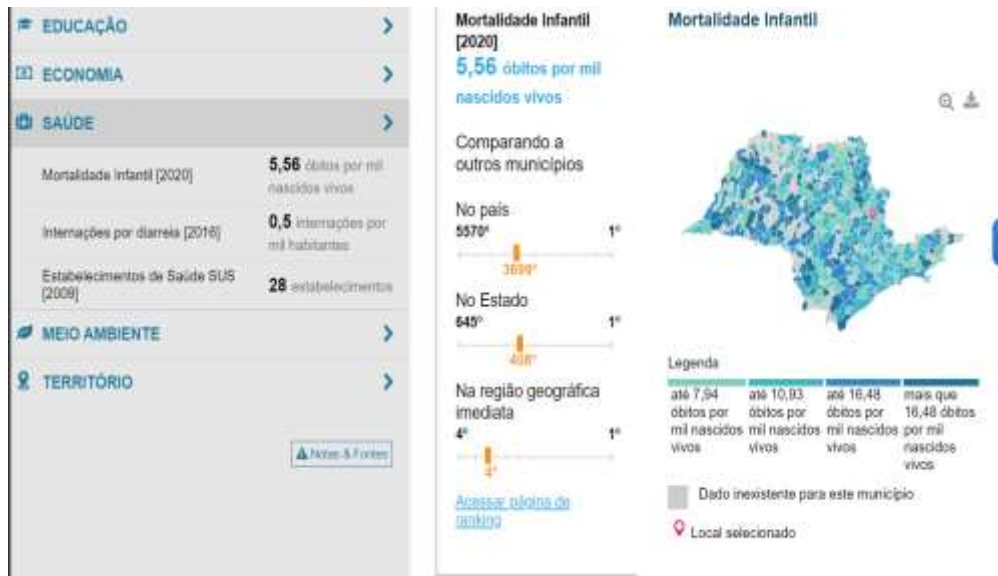 EDUCAÇÃO
ECONOMIA
SAÚDE
Mortalidade Infantil [2020]
5,56 óbitos por mil
nascidos vivos
Internações por diarreia [2016]
0,5 internações por
mil habitantes
Estabelecimentos de Saúde SUS
[2009]
28 estabelecimentos
MEIO AMBIENTE
TERRITÓRIO
Notas & Fontes
Mortalidade Infantil
[2020]
5,56 óbitos por mil
nascidos vivos
Comparando a
outros municípios
No país
5570º
1º
3699º
No Estado
645º
1º
408º
Na região geográfica
imediata
4º
1º
4º
Acessar página de
ranking
Mortalidade Infantil
Legenda
até 7,94
óbitos por
mil nascidos
vivos
até 10,93
óbitos por
mil nascidos
vivos
até 16,48
óbitos por
mil nascidos
vivos
mais que
16,48 óbitos
por mil
nascidos
vivos
Dado inexistente para este município
Local selecionado